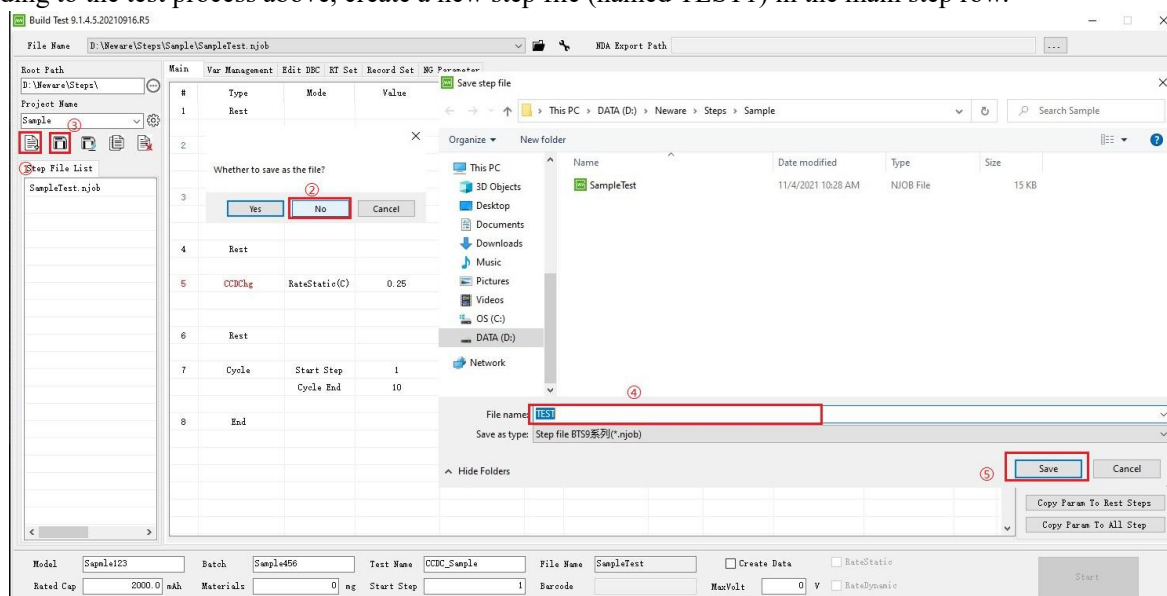 ding to the test process above, create a new step file (named TEST1) in the main step row.
Build Test 9.1.4.5.20210916.R5
File Name D:\Neware\Steps\Sample\SampleTest.njob NDA Export Path ...
Root Path Main Var Management Edit DBC RT Set Record Set NG Parameter
D:\Neware\Steps\
Project Name
Sample
③
①
Step File List
SampleTest.njob
# Type Mode Value
1 Rest
2
3
4 Rest
5 CCDChg RateStatic(C) 0.25
6 Rest
7 Cycle Start Step 1
Cycle End 10
8 End
Whether to save as the file?
②
Yes No Cancel
Save step file
This PC > DATA (D:) > Neware > Steps > Sample Search Sample
Organize New folder
This PC
3D Objects
Desktop
Documents
Downloads
Music
Pictures
Videos
OS (C:)
DATA (D:)
Network
Name Date modified Type Size
SampleTest 11/4/2021 10:28 AM NJOB File 15 KB
④
File name: TEST
Save as type: Step file BTS9系列(*.njob)
Hide Folders ⑤ Save Cancel
Copy Param To Rest Steps
Copy Param To All Step
Model Sapmle123 Batch Sample456 Test Name CCDC_Sample File Name SampleTest Create Data RateStatic
Rated Cap 2000.0 mAh Materials 0 mg Start Step 1 Barcode MaxVolt 0 V RateDynamic
Start